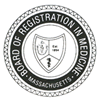 BOARD OF REGISTRATION IN MEDICINE
MASSACHUSETTS